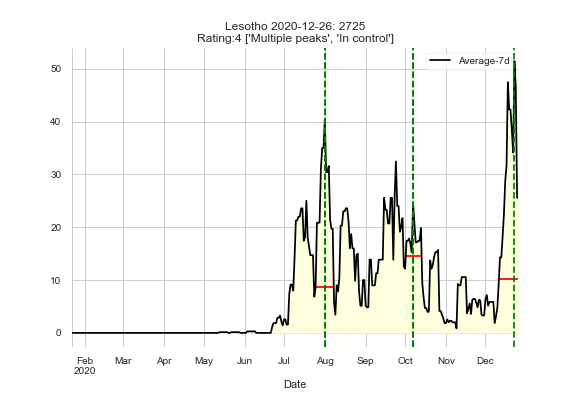 Lesotho 2020-12-26: 2725
Rating:4 ['Multiple peaks', 'In control']
Average-7d
50
40
30
20
10
0
Feb Mar Apr May Jun Jul Aug Sep Oct Nov Dec
2020
Date